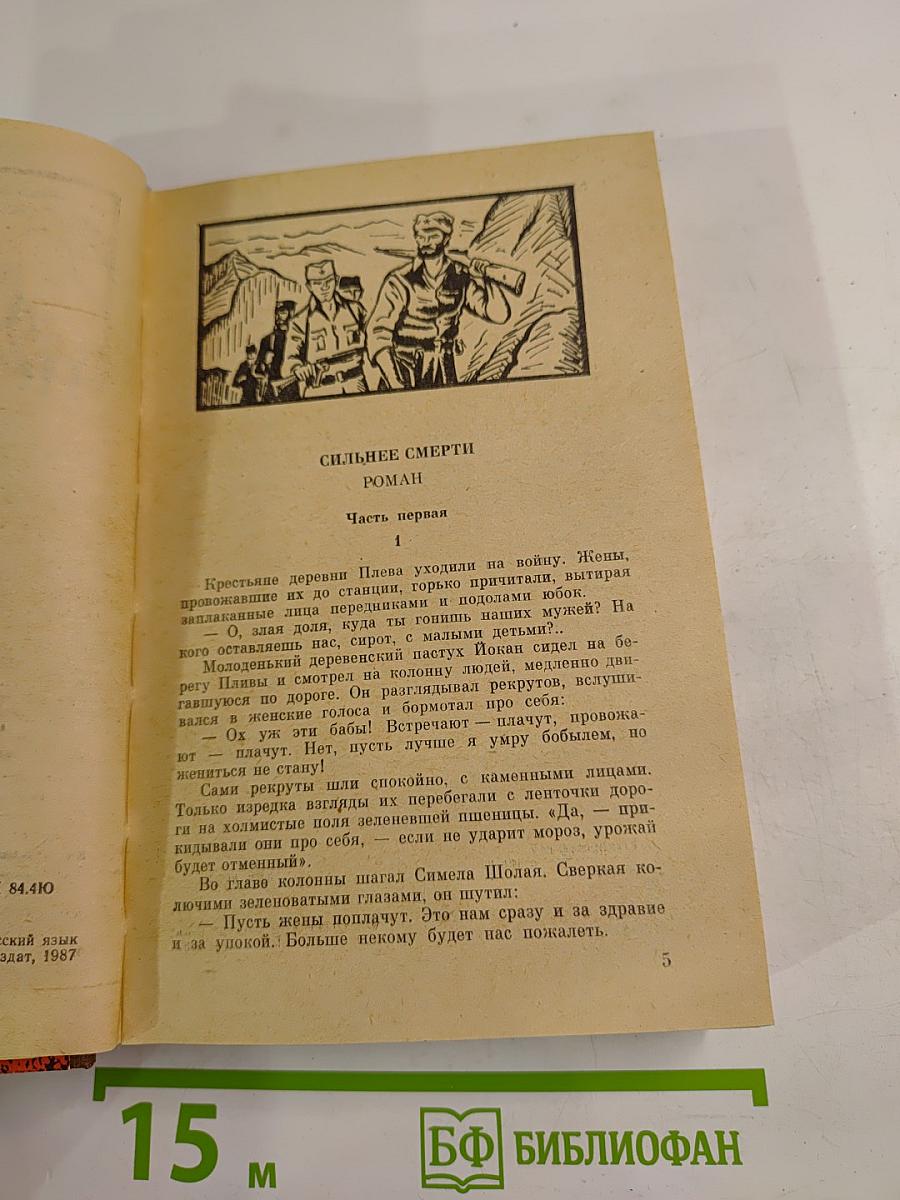 СИЛЬНЕЕ СМЕРТИ
РОМАН
Часть первая
1
Крестьяне деревни Плева уходили на войну. Жены,
провожавшие их до станции, горько причитали, вытирая
заплаканные лица передниками и подолами юбок.
— О, злая доля, куда ты гонишь наших мужей? На
кого оставляешь нас, сирот, с малыми детьми?..
Молоденький деревенский пастух Йокан сидел на бе-
регу Пливы и смотрел на колонну людей, медленно дви-
гавшуюся по дороге. Он разглядывал рекрутов, вслуши-
вался в женские голоса и бормотал про себя:
— Ох уж эти бабы! Встречают — плачут, провожа-
ют — плачут. Нет, пусть лучше я умру бобылем, но
жениться не стану!
Сами рекруты шли спокойно, с каменными лицами.
Только изредка взгляды их перебегали с ленточки доро-
ги на холмистые поля зеленевшей пшеницы. «Да, — при-
кидывали они про себя, — если не ударит мороз, урожай
будет отменный».
Во главе колонны шагал Симела Шолая. Сверкая ко-
лючими зеленоватыми глазами, он шутил:
— Пусть жены поплачут. Это нам сразу и за здравие
и за упокой. Больше некому будет нас пожалеть.
5
84.4Ю
сский язык
здат, 1987
15 м
БФ БИБЛИОФАН